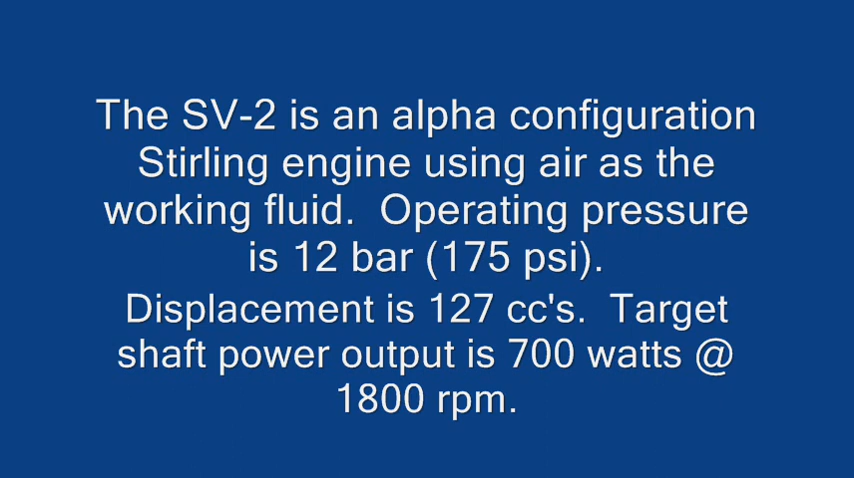 The SV-2 is an alpha configuration
Stirling engine using air as the
working fluid.  Operating pressure
is 12 bar (175 psi).
Displacement is 127 cc's.  Target
shaft power output is 700 watts @
1800 rpm.